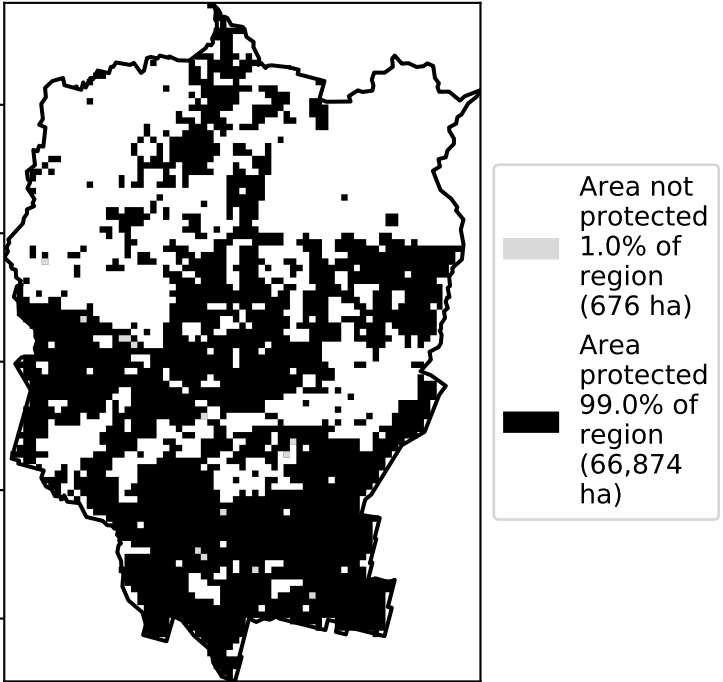 Area not
protected
1.0% of
region
(676 ha)
Area
protected
99.0% of
region
(66,874
ha)